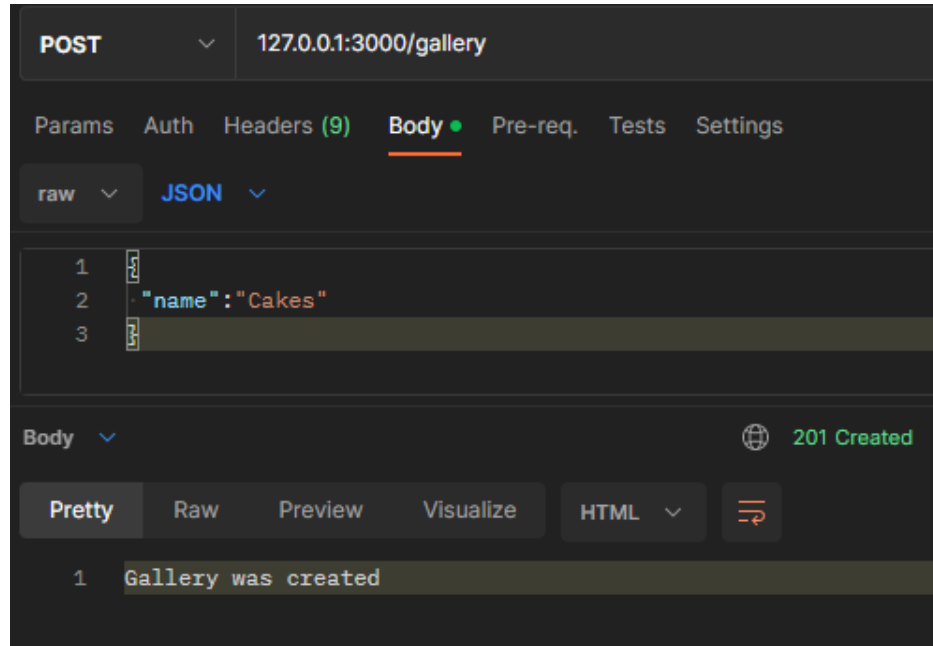 POST 127.0.0.1:3000/gallery
Params Auth Headers (9) Body Pre-req. Tests Settings
raw JSON
1 {
2 "name":"Cakes"
3 }
Body 201 Created
Pretty Raw Preview Visualize HTML
1 Gallery was created